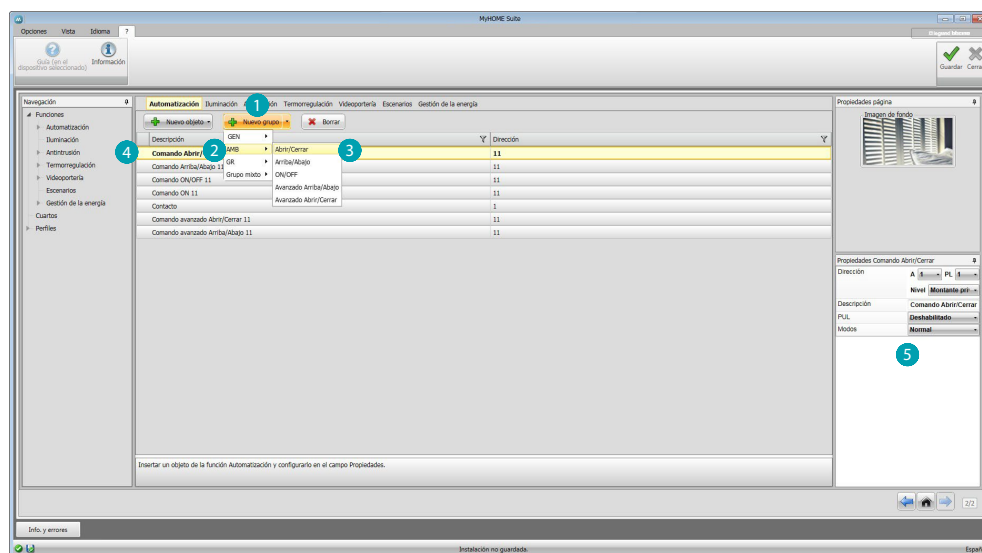 MyHOME Suite
Opciones Vista Idioma ?
Guía (en el dispositivo seleccionado)
Información
Guardar Cerra
Navegación
Funciones
Automatización
Iluminación
Antintrusión
Termorregulación
Videoportería
Escenarios
Gestión de la energía
Cuartos
Perfiles
Automatización Iluminación Termorregulación Videoportería Escenarios Gestión de la energía
1
Nuevo objeto Nuevo grupo Borrar
Descripción Dirección
GEN
AMB
GR
Grupo mixto
Abrir/Cerrar
Arriba/Abajo
ON/OFF
Avanzado Arriba/Abajo
Avanzado Abrir/Cerrar
4 2 3
Comando Abrir/ 11
Comando Arriba/Abajo 11 11
Comando ON/OFF 11 11
Comando ON 11 11
Contacto 1
Comando avanzado Abrir/Cerrar 11 11
Comando avanzado Arriba/Abajo 11 11
Insertar un objeto de la función Automatización y configurarlo en el campo Propiedades.
Propiedades página
Imagen de fondo
Propiedades Comando Abrir/Cerrar
Dirección A 1 PL 1
Nivel Montante pri
Descripción Comando Abrir/Cerrar
PUL Deshabilitado
Modos Normal
5
2/2
Info. y errores
Instalación no guardada.
Españ